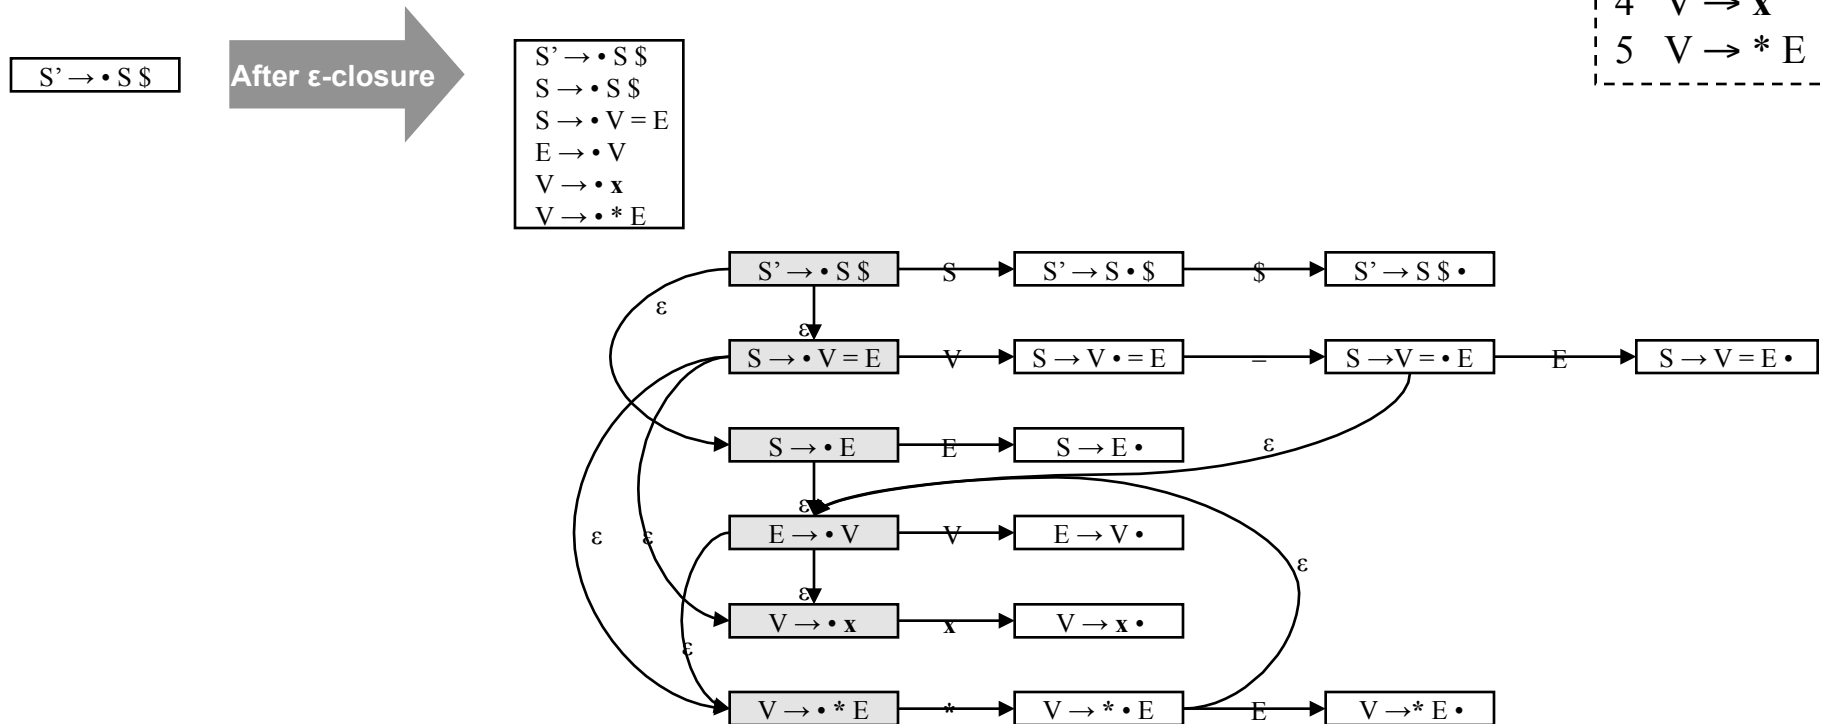 4 V → x
5 V → * E
S’ → • S $
After ε-closure
S’ → • S $
S → • S $
S → • V = E
E → • V
V → • x
V → • * E
S’ → • S $ S S’ → S • $ $ S’ → S $ •
ε
ε
S → • V = E V S → V • = E = S →V = • E E S → V = E •
S → • E E S → E •
ε
ε
E → • V V E → V •
ε
ε
ε
ε
V → • x x V → x •
ε
V → • * E * V → * • E E V →* E •